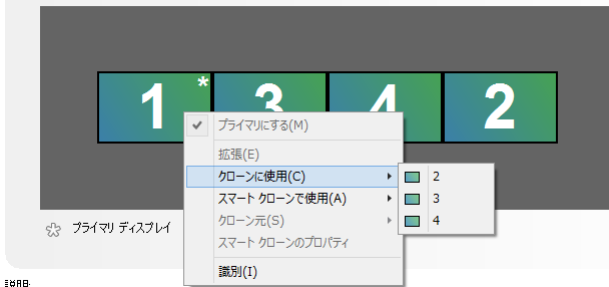 1* 3 4 2
✓ プライマリにする(M)
拡張(E)
クローンに使用(C)
2
スマート クローンで使用(A)
3
クローン元(S)
4
スマート クローンのプロパティ
識別(I)
プライマリ ディスプレイ